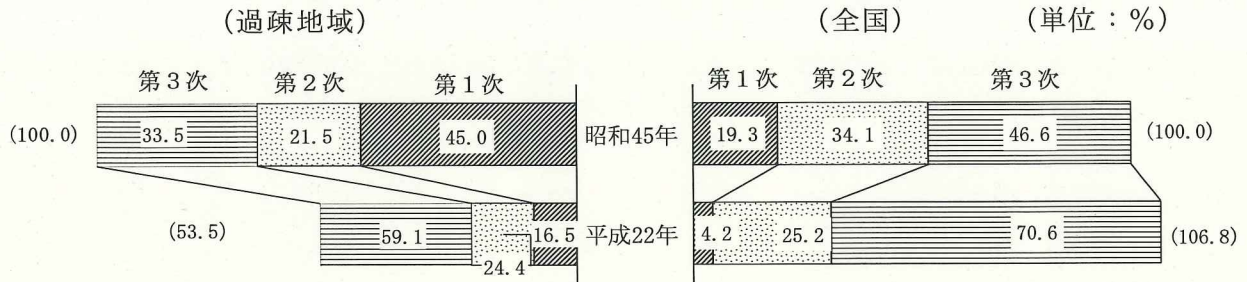 (過疎地域) (全国) (単位：%)
第3次 第2次 第1次 第1次 第2次 第3次
(100.0) 33.5 21.5 45.0 昭和45年 19.3 34.1 46.6 (100.0)
(53.5) 59.1 24.4 16.5 平成22年 4.2 25.2 70.6 (106.8)